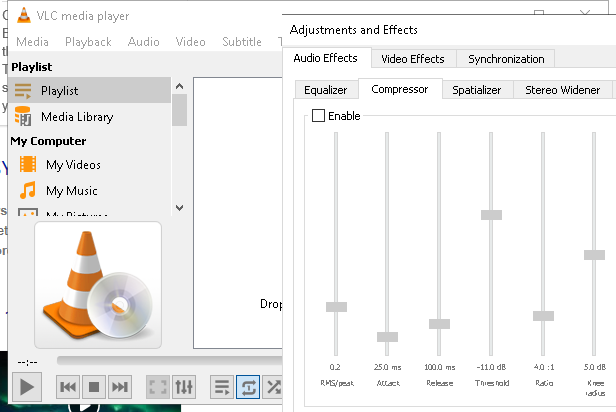 VLC media player
Media Playback Audio Video Subtitle T
Playlist
Playlist
Media Library
My Computer
My Videos
My Music
My Pictures
Drop
--:--
Adjustments and Effects
Audio Effects Video Effects Synchronization
Equalizer Compressor Spatializer Stereo Widener
Enable
0.2 25.0 ms 100.0 ms -11.0 dB 4.0 :1 5.0 dB
RMS/peak Attack Release Threshold Ratio Knee
radius